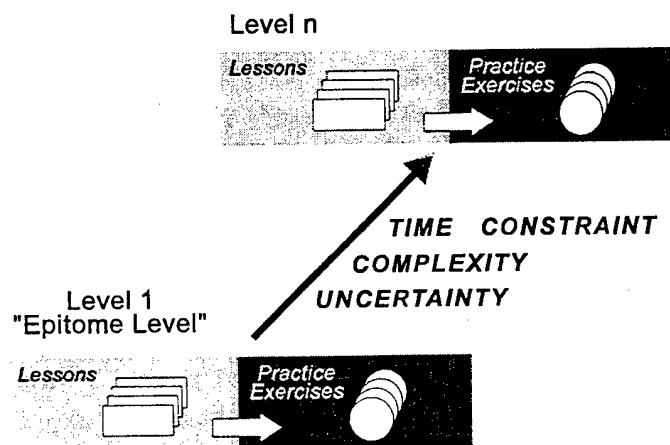 Level n
Lessons
Practice
Exercises
TIME CONSTRAINT
COMPLEXITY
UNCERTAINTY
Level 1
"Epitome Level"
Lessons
Practice
Exercises